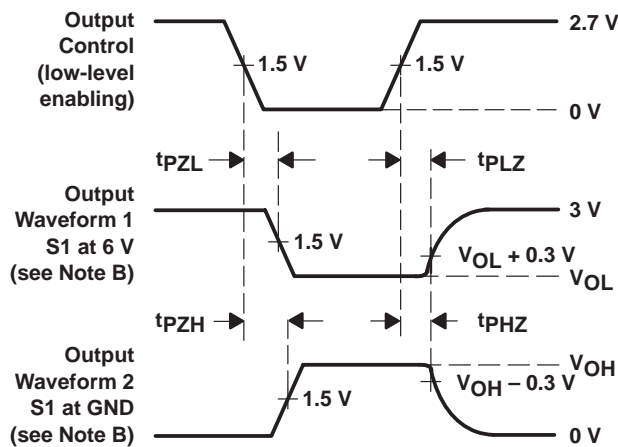 Output
Control
(low-level
enabling)
2.7 V
1.5 V
1.5 V
0 V
tPZL
tPLZ
Output
Waveform 1
S1 at 6 V
(see Note B)
3 V
1.5 V
VOL + 0.3 V
VOL
tPZH
tPHZ
Output
Waveform 2
S1 at GND
(see Note B)
VOH
VOH – 0.3 V
1.5 V
0 V